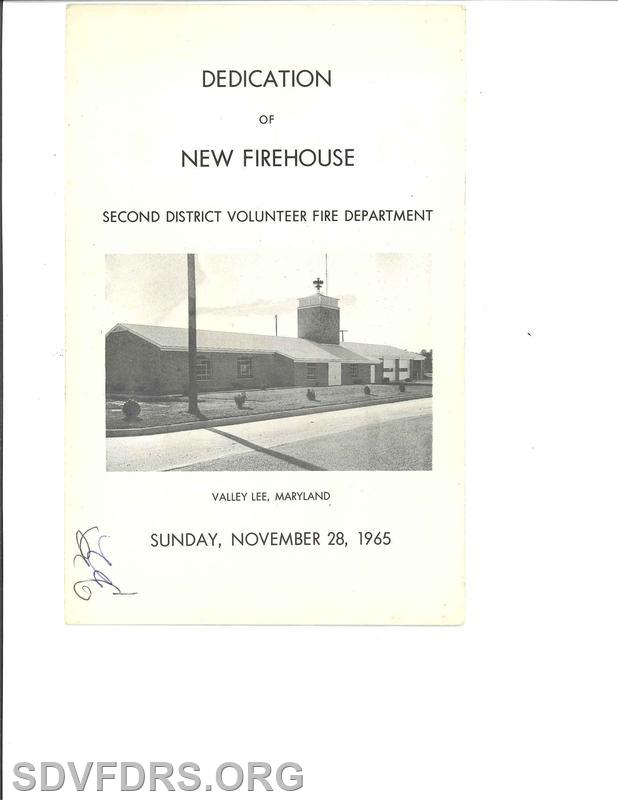 DEDICATION
OF
NEW FIREHOUSE
SECOND DISTRICT VOLUNTEER FIRE DEPARTMENT
VALLEY LEE, MARYLAND
SUNDAY, NOVEMBER 28, 1965
SDVFDRS.ORG